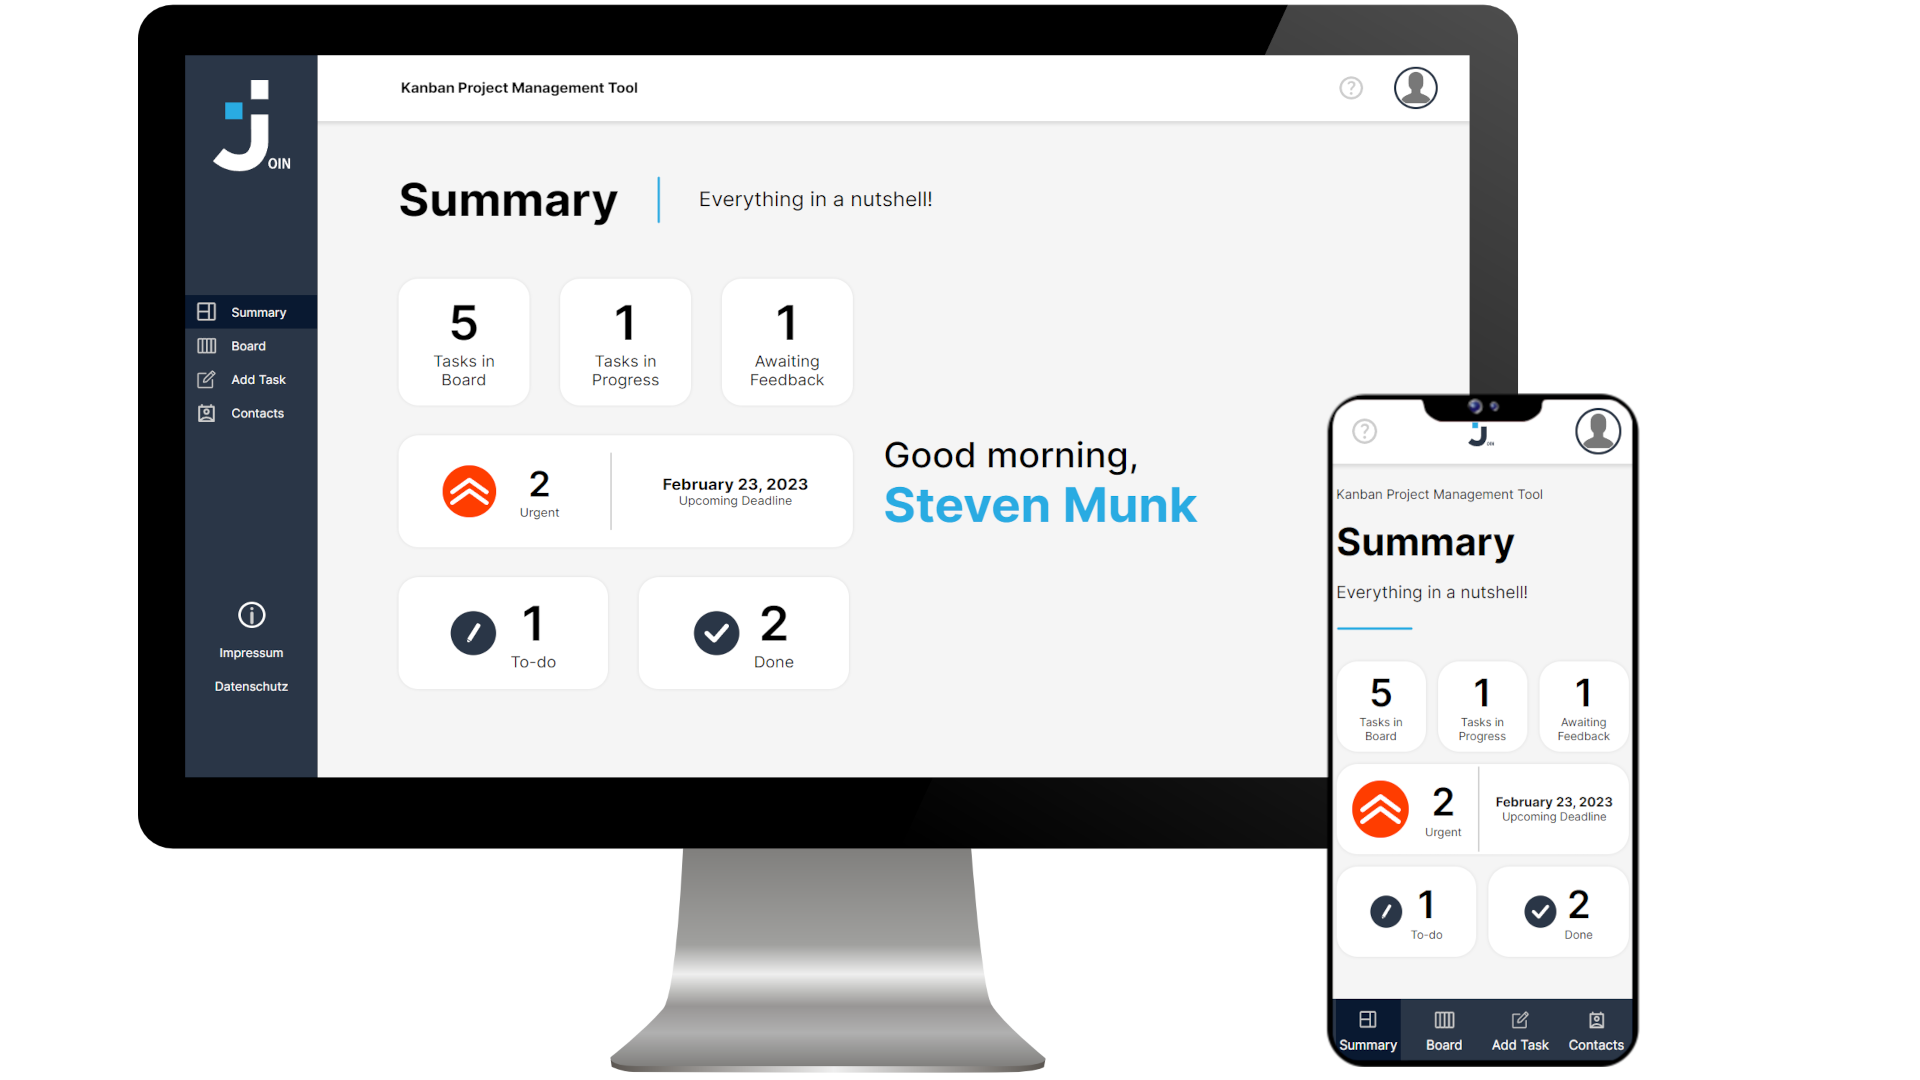 OIN
Kanban Project Management Tool
Summary
Everything in a nutshell!
Summary
Board
Add Task
Contacts
Impressum
Datenschutz
5
Tasks in
Board
1
Tasks in
Progress
1
Awaiting
Feedback
2
Urgent
February 23, 2023
Upcoming Deadline
1
To-do
2
Done
Good morning,
Steven Munk
OIN
Kanban Project Management Tool
Summary
Everything in a nutshell!
5
Tasks in
Board
1
Tasks in
Progress
1
Awaiting
Feedback
2
Urgent
February 23, 2023
Upcoming Deadline
1
To-do
2
Done
Summary
Board
Add Task
Contacts